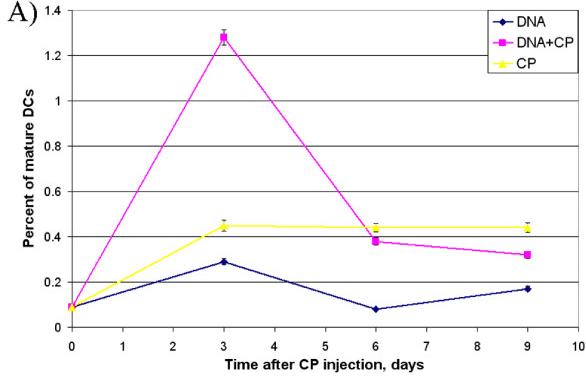 A)
1.4
1.2
1
0.8
0.6
0.4
0.2
0
Percent of mature DCs
DNA
DNA+CP
CP
0 1 2 3 4 5 6 7 8 9 10
Time after CP injection, days